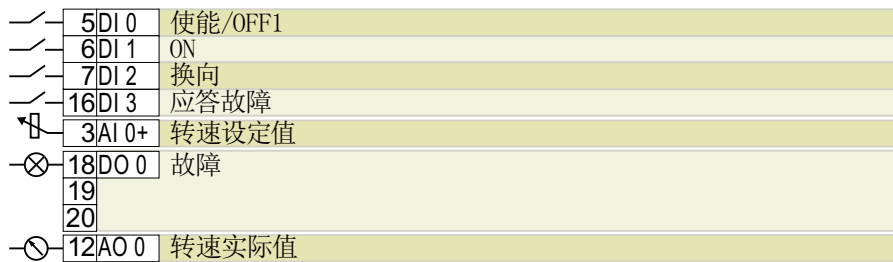 5 DI 0 使能/OFF1
6 DI 1 ON
7 DI 2 换向
16 DI 3 应答故障
3 AI 0+ 转速设定值
18 DO 0 故障
19
20
12 AO 0 转速实际值